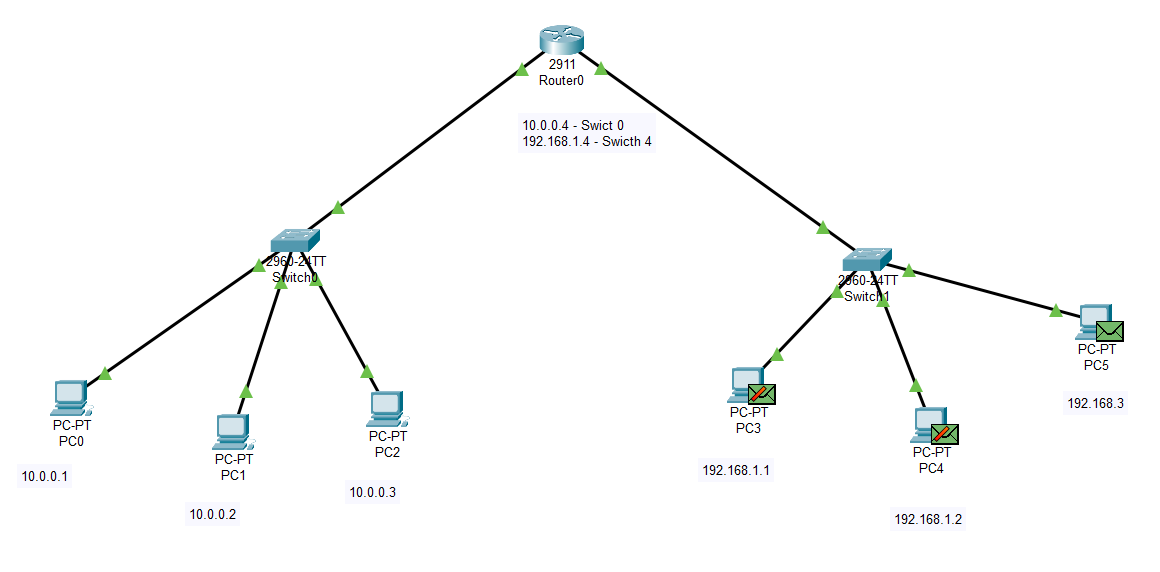 2911
Router0
10.0.0.4 - Swict 0
192.168.1.4 - Swicth 4
2960-24TT
Switch0
2960-24TT
Switch1
PC-PT
PC5
192.168.3
PC-PT
PC3
192.168.1.1
PC-PT
PC4
192.168.1.2
PC-PT
PC0
10.0.0.1
PC-PT
PC1
10.0.0.2
PC-PT
PC2
10.0.0.3